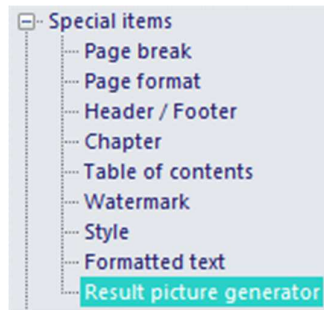 Special items
Page break
Page format
Header / Footer
Chapter
Table of contents
Watermark
Style
Formatted text
Result picture generator